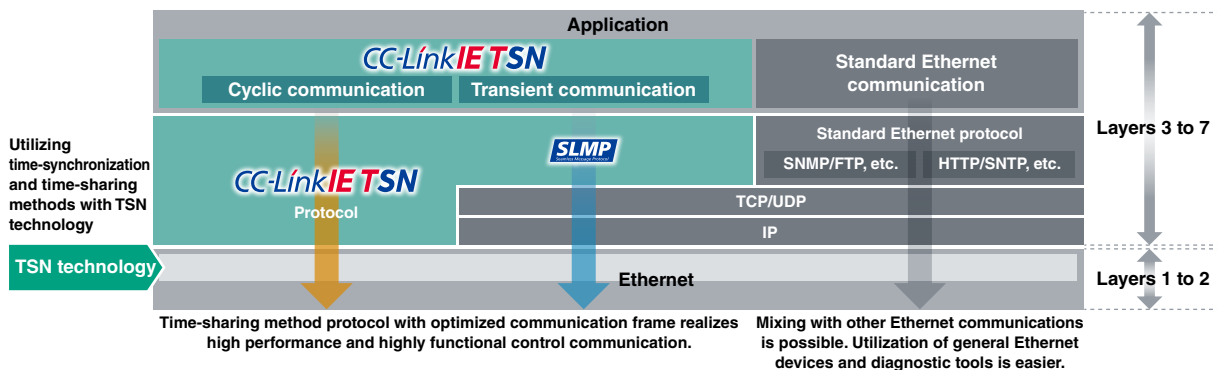 Application
CC-Link IE TSN
Cyclic communication
Transient communication
Standard Ethernet
communication
Layers 3 to 7
Utilizing
time-synchronization
and time-sharing
methods with TSN
technology
CC-Link IE TSN
Protocol
SLMP
Seamless Message Protocol
Standard Ethernet protocol
SNMP/FTP, etc.
HTTP/SNTP, etc.
TCP/UDP
IP
TSN technology
Ethernet
Layers 1 to 2
Time-sharing method protocol with optimized communication frame realizes
high performance and highly functional control communication.
Mixing with other Ethernet communications
is possible. Utilization of general Ethernet
devices and diagnostic tools is easier.